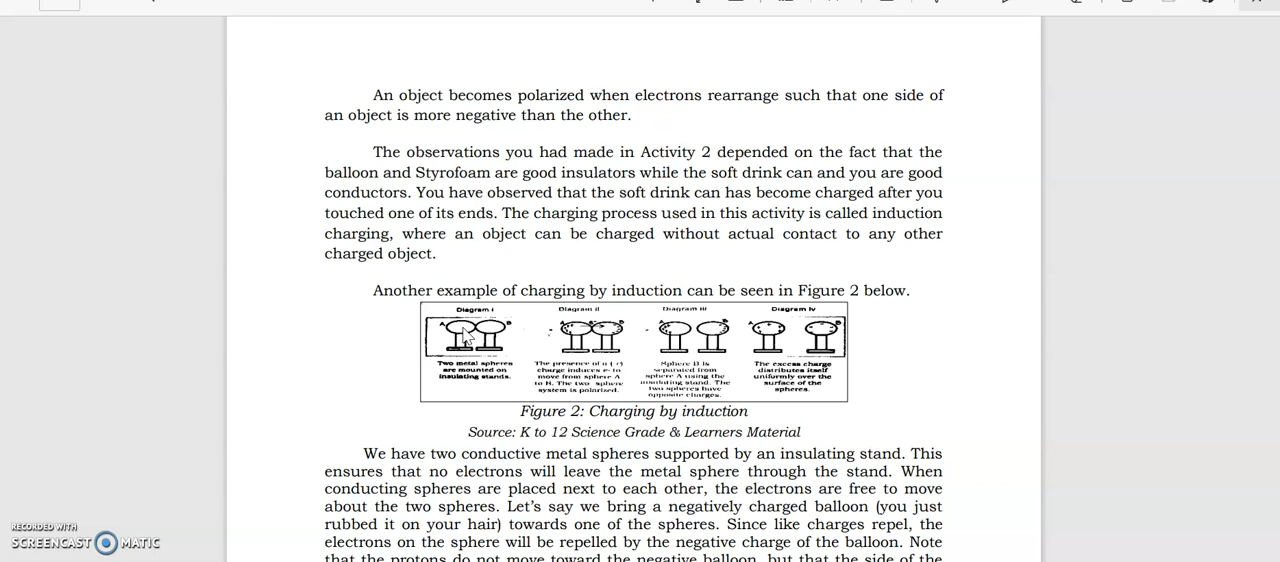 An object becomes polarized when electrons rearrange such that one side of
an object is more negative than the other.
The observations you had made in Activity 2 depended on the fact that the
balloon and Styrofoam are good insulators while the soft drink can and you are good
conductors. You have observed that the soft drink can has become charged after you
touched one of its ends. The charging process used in this activity is called induction
charging, where an object can be charged without actual contact to any other
charged object.
Another example of charging by induction can be seen in Figure 2 below.
Diagram i
A B
Two metal spheres
are mounted on
insulating stands.
Diagram ii
The presence of a (-)
charge induces e- to
move from sphere A
to B. The two sphere
system is polarized.
Diagram iii
Sphere B is
separated from
sphere A using the
insulating stand. The
two spheres have
opposite charges.
Diagram iv
The excess charge
distributes itself
uniformly over the
surface of the
spheres.
Figure 2: Charging by induction
Source: K to 12 Science Grade & Learners Material
We have two conductive metal spheres supported by an insulating stand. This
ensures that no electrons will leave the metal sphere through the stand. When
conducting spheres are placed next to each other, the electrons are free to move
about the two spheres. Let's say we bring a negatively charged balloon (you just
rubbed it on your hair) towards one of the spheres. Since like charges repel, the
electrons on the sphere will be repelled by the negative charge of the balloon. Note
that the protons do not move toward the negative balloon, but that the side of the
RECORDED WITH
SCREENCAST MATIC